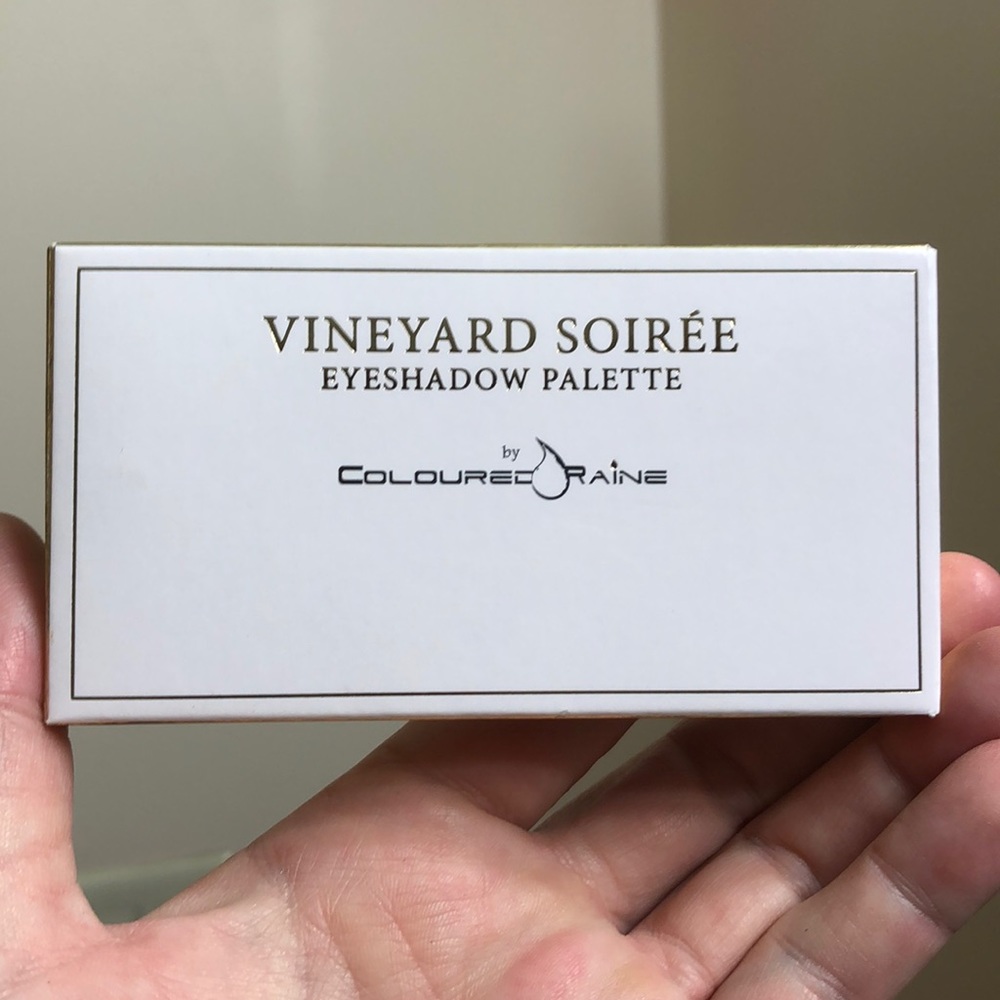 VINEYARD SOIRÉE
EYESHADOW PALETTE
by
COLOURED RAINE